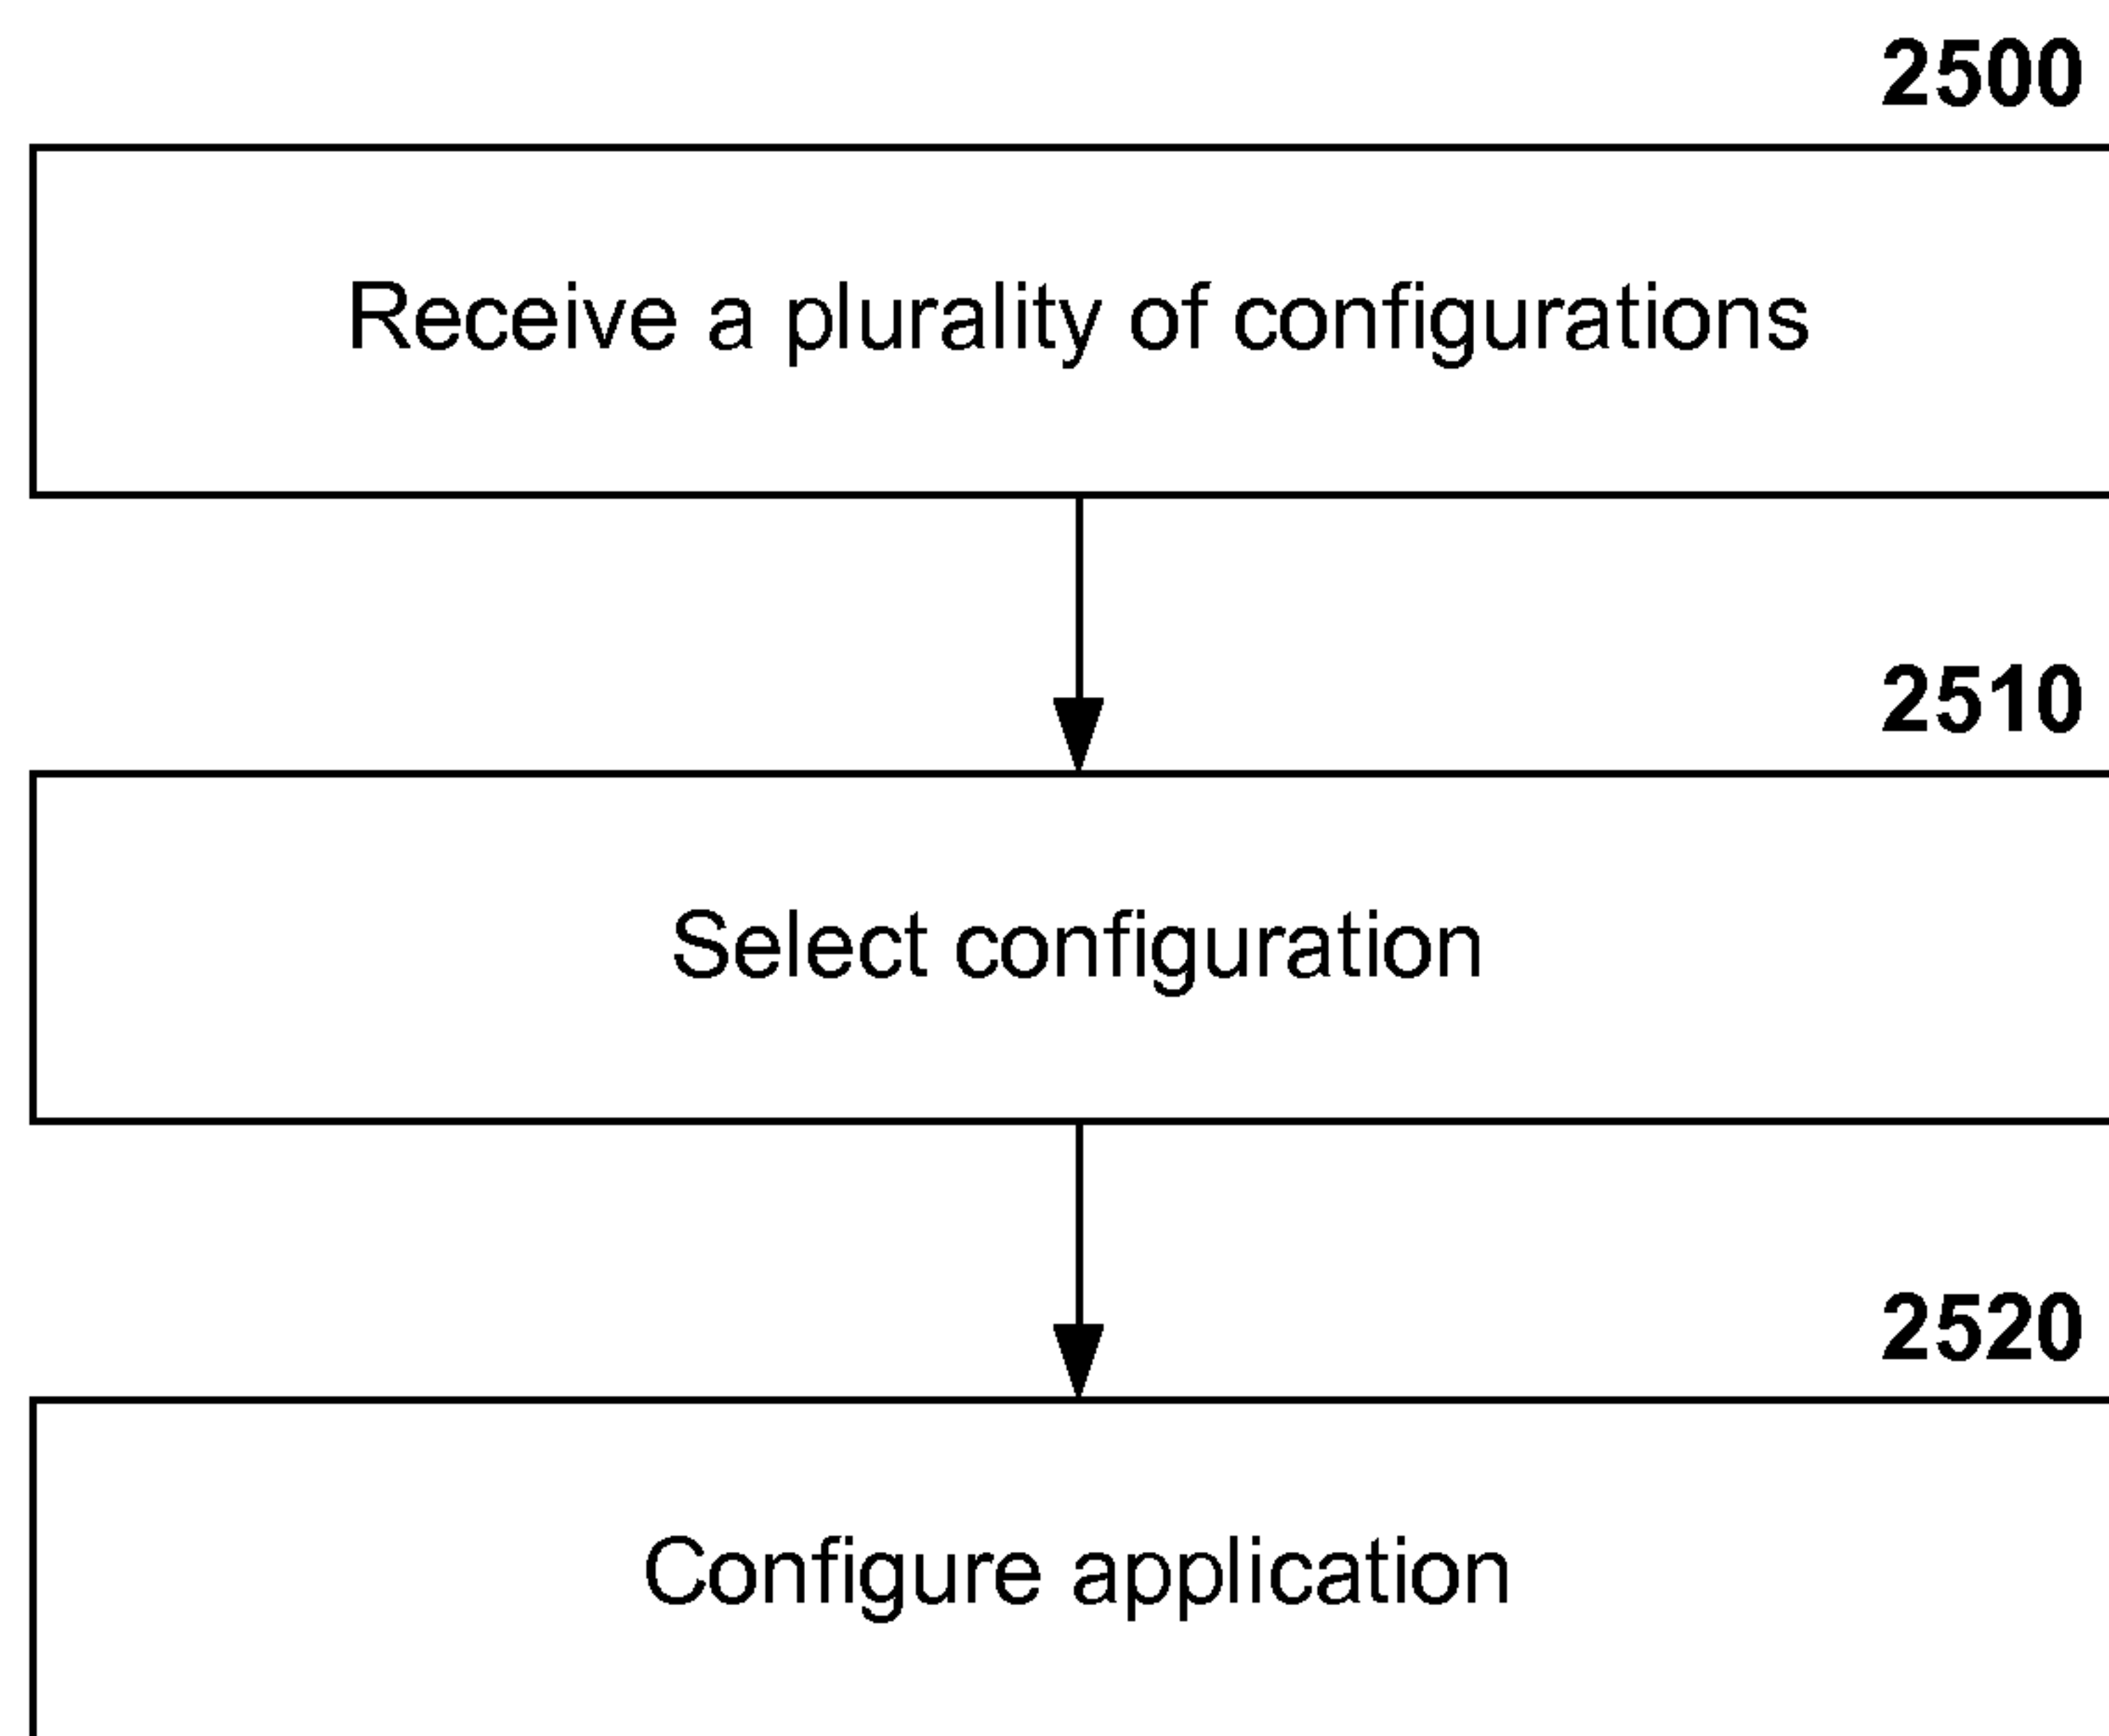 2500
Receive a plurality of configurations
2510
Select configuration
2520
Configure application